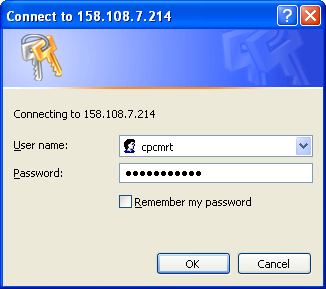 Connect to 158.108.7.214
Connecting to 158.108.7.214
User name: cpcmrt
Password: ●●●●●●●●●●●
Remember my password
OK Cancel